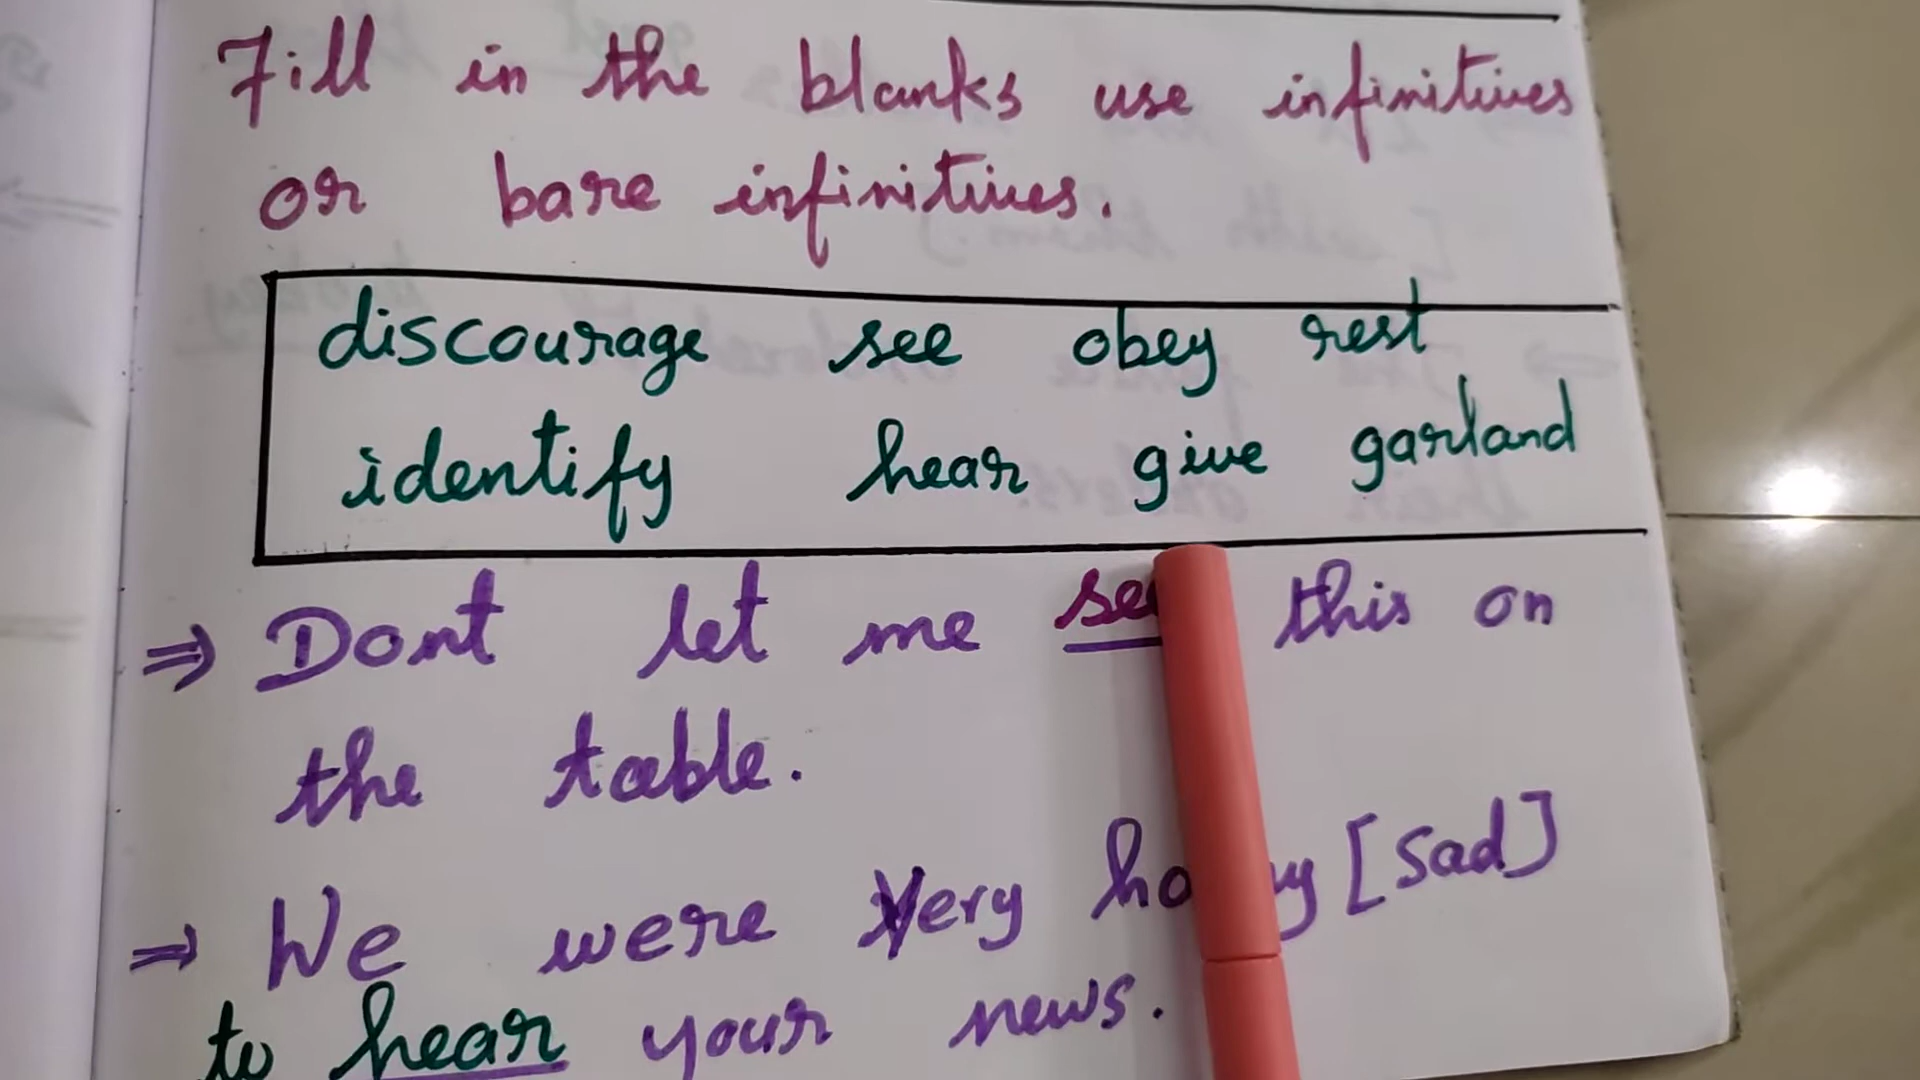 Fill in the blanks use infinitives
or bare infinitives.
discourage see obey rest
identify hear give garland
⇒ Dont let me this on
the table.
⇒ We were Very [sad]
to hear your news.